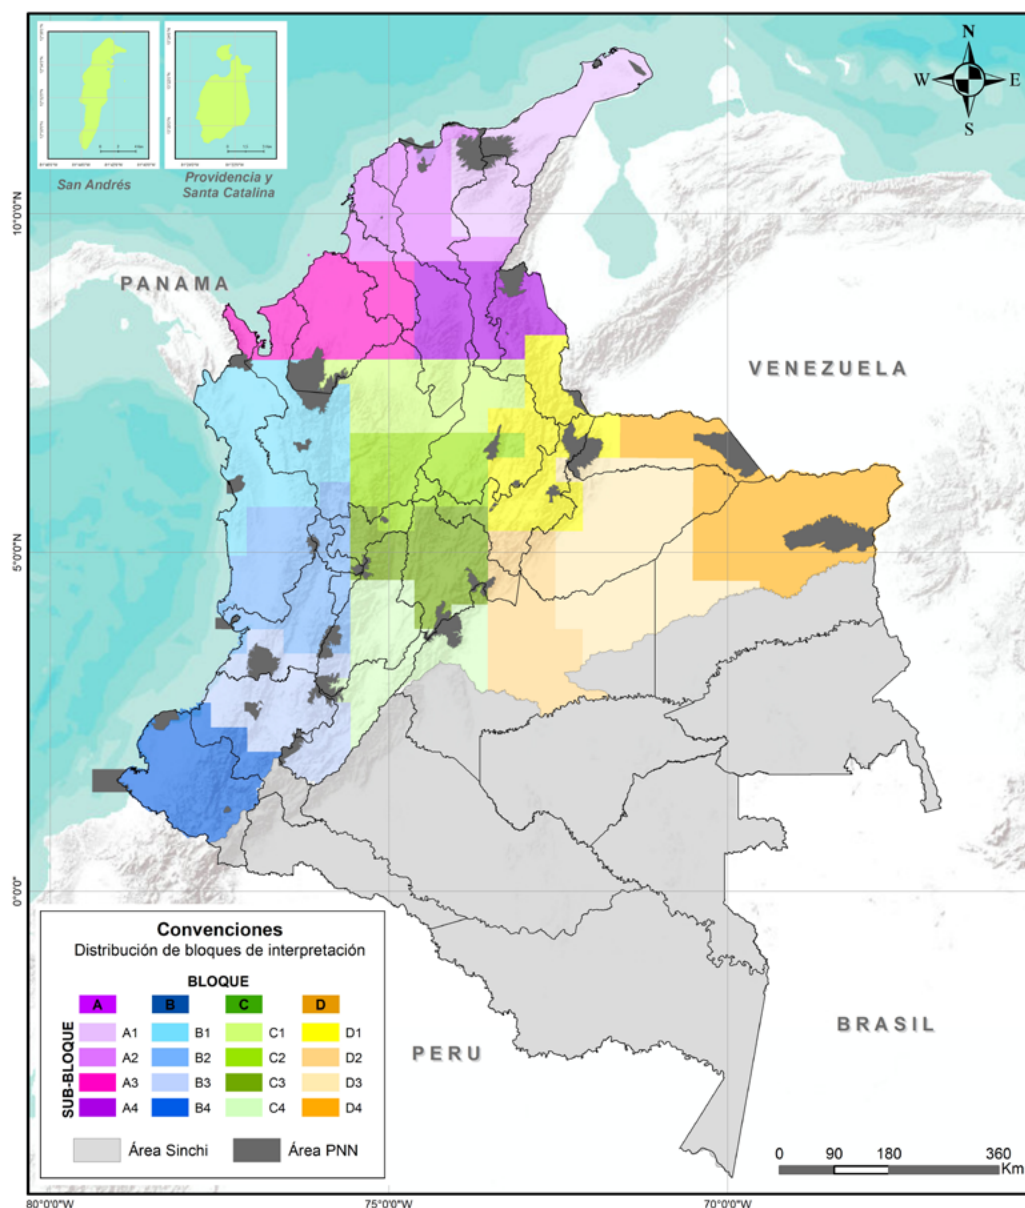 San Andrés
Providencia y
Santa Catalina
N
W
E
S
10°0'0"N
PANAMA
VENEZUELA
5°0'0"N
0°0'0"
BRASIL
PERU
Convenciones
Distribución de bloques de interpretación
BLOQUE
A B C D
SUB-BLOQUE
A1 B1 C1 D1
A2 B2 C2 D2
A3 B3 C3 D3
A4 B4 C4 D4
Área Sinchi Área PNN
0 90 180 360
Km
80°0'0"W 75°0'0"W 70°0'0"W